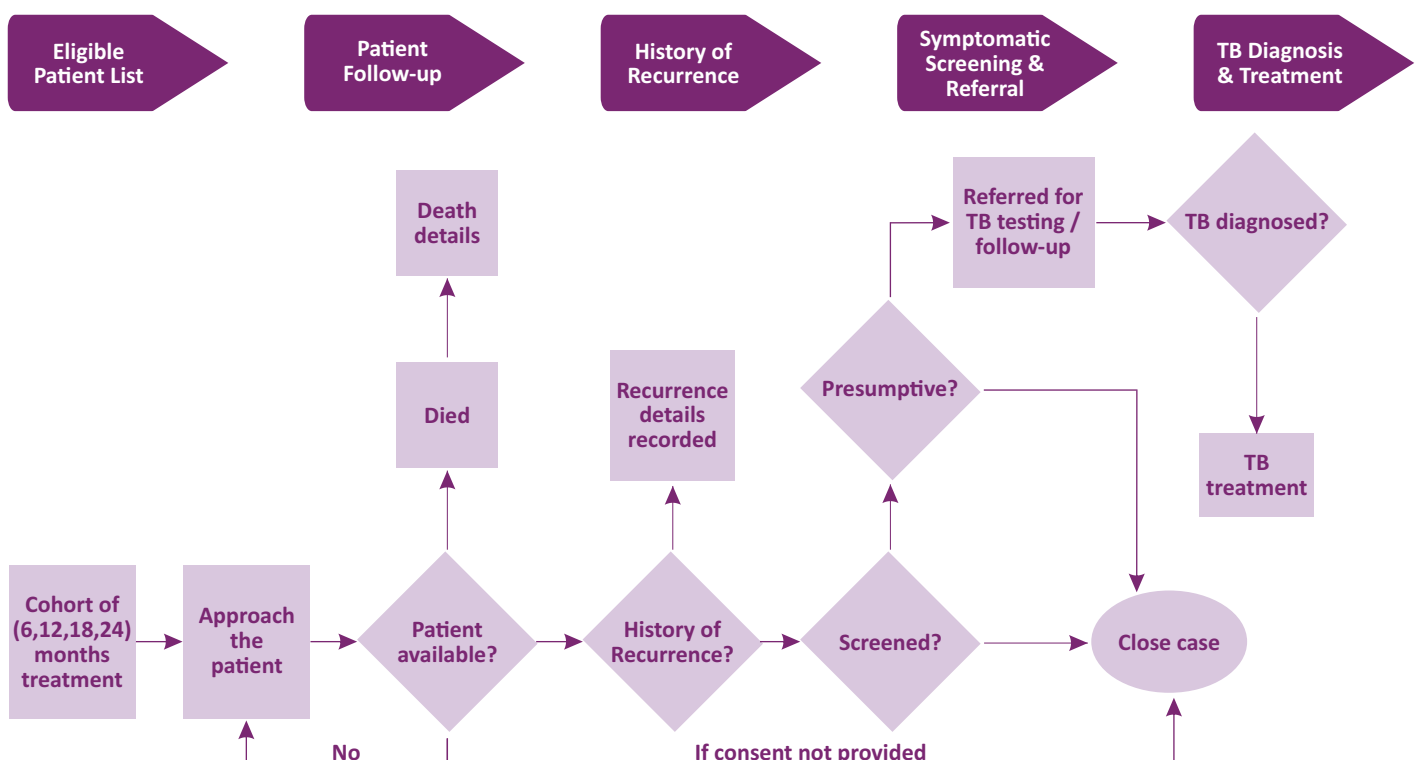 Eligible
Patient List
Patient
Follow-up
History of
Recurrence
Symptomatic
Screening &
Referral
TB Diagnosis
& Treatment
Death
details
Referred for
TB testing /
follow-up
TB diagnosed?
Died
Recurrence
details
recorded
Presumptive?
TB
treatment
Cohort of
(6,12,18,24)
months
treatment
Approach
the
patient
Patient
available?
History of
Recurrence?
Screened?
Close case
No
If consent not provided